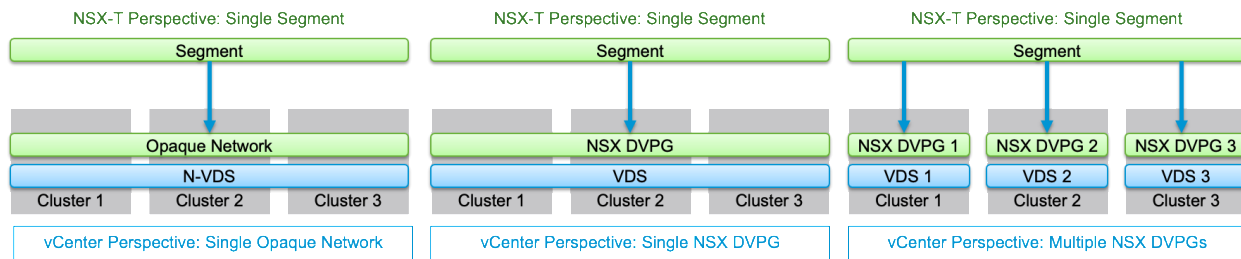 NSX-T Perspective: Single Segment
Segment
Opaque Network
N-VDS
Cluster 1
Cluster 2
Cluster 3
vCenter Perspective: Single Opaque Network
NSX-T Perspective: Single Segment
Segment
NSX DVPG
VDS
Cluster 1
Cluster 2
Cluster 3
vCenter Perspective: Single NSX DVPG
NSX-T Perspective: Single Segment
Segment
NSX DVPG 1
NSX DVPG 2
NSX DVPG 3
VDS 1
VDS 2
VDS 3
Cluster 1
Cluster 2
Cluster 3
vCenter Perspective: Multiple NSX DVPGs